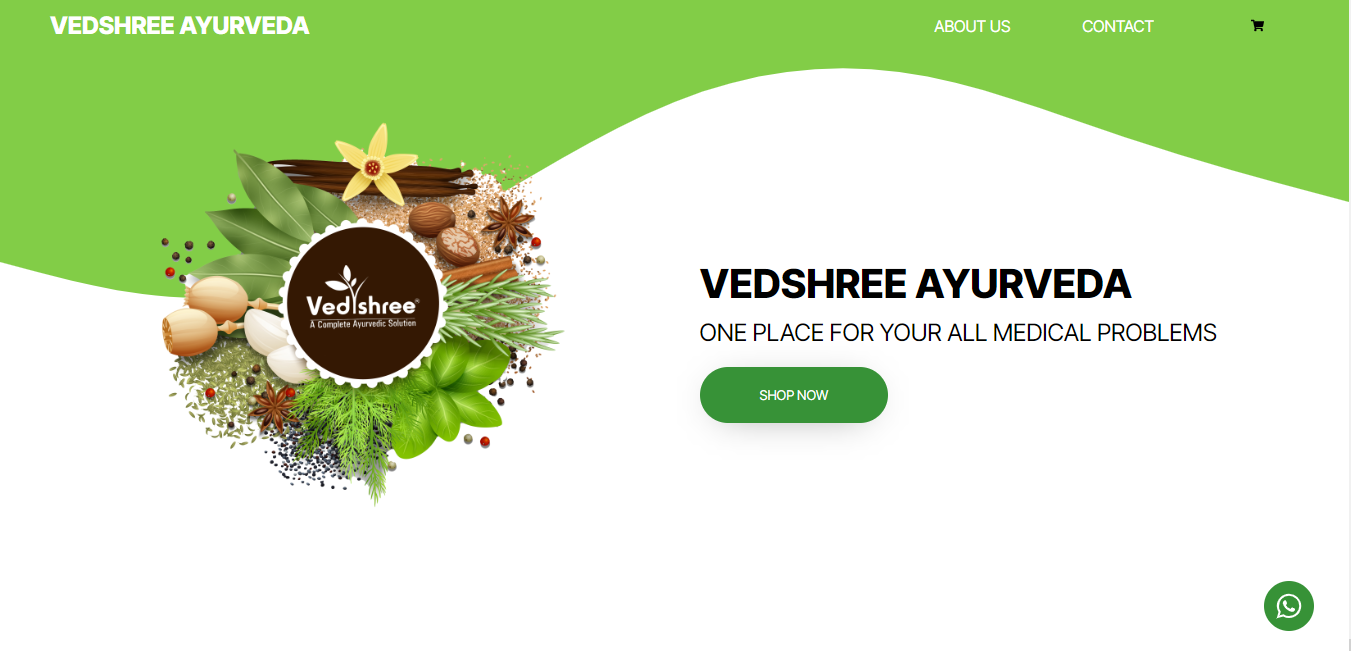 VEDSHREE AYURVEDA
ABOUT US
CONTACT
Vedshree®
A Complete Ayurvedic Solution
VEDSHREE AYURVEDA
ONE PLACE FOR YOUR ALL MEDICAL PROBLEMS
SHOP NOW